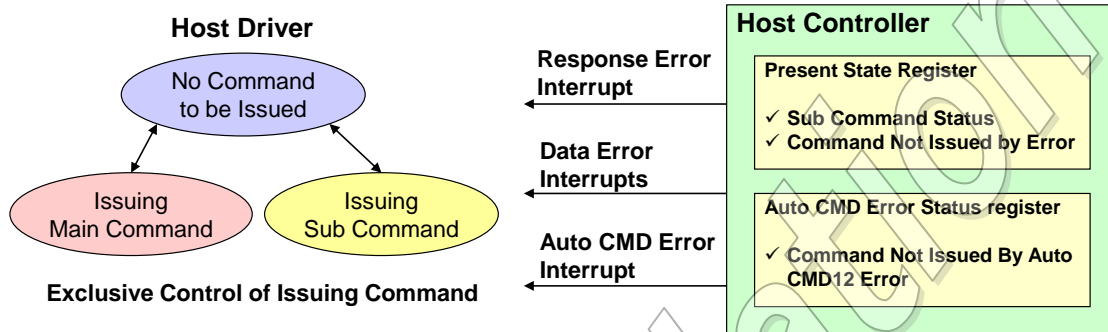 Host Driver
No Command
to be Issued
Issuing
Main Command
Issuing
Sub Command
Exclusive Control of Issuing Command
Response Error
Interrupt
Data Error
Interrupts
Auto CMD Error
Interrupt
Host Controller
Present State Register
✓ Sub Command Status
✓ Command Not Issued by Error
Auto CMD Error Status register
✓ Command Not Issued By Auto
CMD12 Error